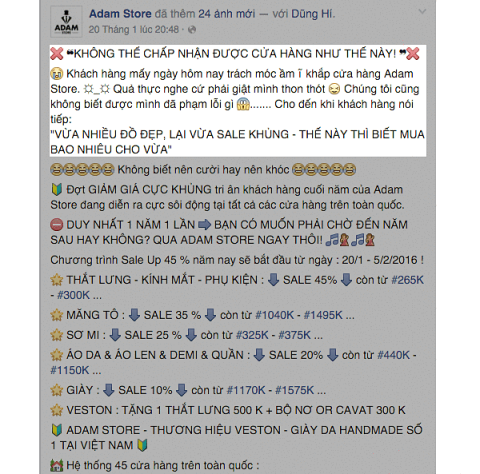 ADAM
STORE
Adam Store đã thêm 24 ảnh mới — với Dũng Hí.
20 Tháng 1 lúc 20:48 ·
❌ ❝KHÔNG THỂ CHẤP NHẬN ĐƯỢC CỬA HÀNG NHƯ THẾ NÀY! ❞❌
😭 Khách hàng mấy ngày hôm nay trách móc ầm ĩ khắp cửa hàng Adam
Store. ☼_☼ Quả thực nghe cứ phải giật mình thon thót 😪 Chúng tôi cũng
không biết được mình đã phạm lỗi gì 😱....... Cho đến khi khách hàng nói
tiếp:
"VỪA NHIỀU ĐỒ ĐẸP, LẠI VỪA SALE KHỦNG - THẾ NÀY THÌ BIẾT MUA
BAO NHIÊU CHO VỪA"
😂😂😂😂😂 Không biết nên cười hay nên khóc 😂😂😂😂😂
🔰 Đợt GIẢM GIÁ CỰC KHỦNG tri ân khách hàng cuối năm của Adam
Store đang diễn ra cực sôi động tại tất cả các cửa hàng trên toàn quốc.
⛔ DUY NHẤT 1 NĂM 1 LẦN ➡ BẠN CÓ MUỐN PHẢI CHỜ ĐẾN NĂM
SAU HAY KHÔNG? QUA ADAM STORE NGAY THÔI! 🎵💃🎵💃
Chương trình Sale Up 45 % năm nay sẽ bắt đầu từ ngày : 20/1 - 5/2/2016 !
🌟 THẮT LƯNG - KÍNH MẮT - PHỤ KIỆN : ⬇ SALE 45%⬇ còn từ #265K
- #300K ...
🌟 MĂNG TÔ : ⬇ SALE 35 % ⬇ còn từ #1040K - #1495K ...
🌟 SƠ MI : ⬇ SALE 25 % ⬇ còn từ #325K - #375K ...
🌟 ÁO DA & ÁO LEN & DEMI & QUẦN : ⬇ SALE 20% ⬇ còn từ #440K -
#1150K ...
🌟 GIÀY : ⬇ SALE 10% ⬇ còn từ #1170K - #1575K ...
🌟 VESTON : TẶNG 1 THẮT LƯNG 500 K + BỘ NƠ OR CAVAT 300 K
🔰 ADAM STORE - THƯƠNG HIỆU VESTON - GIÀY DA HANDMADE SỐ
1 TẠI VIỆT NAM 🔰
🏪 Hệ thống 45 cửa hàng trên toàn quốc :